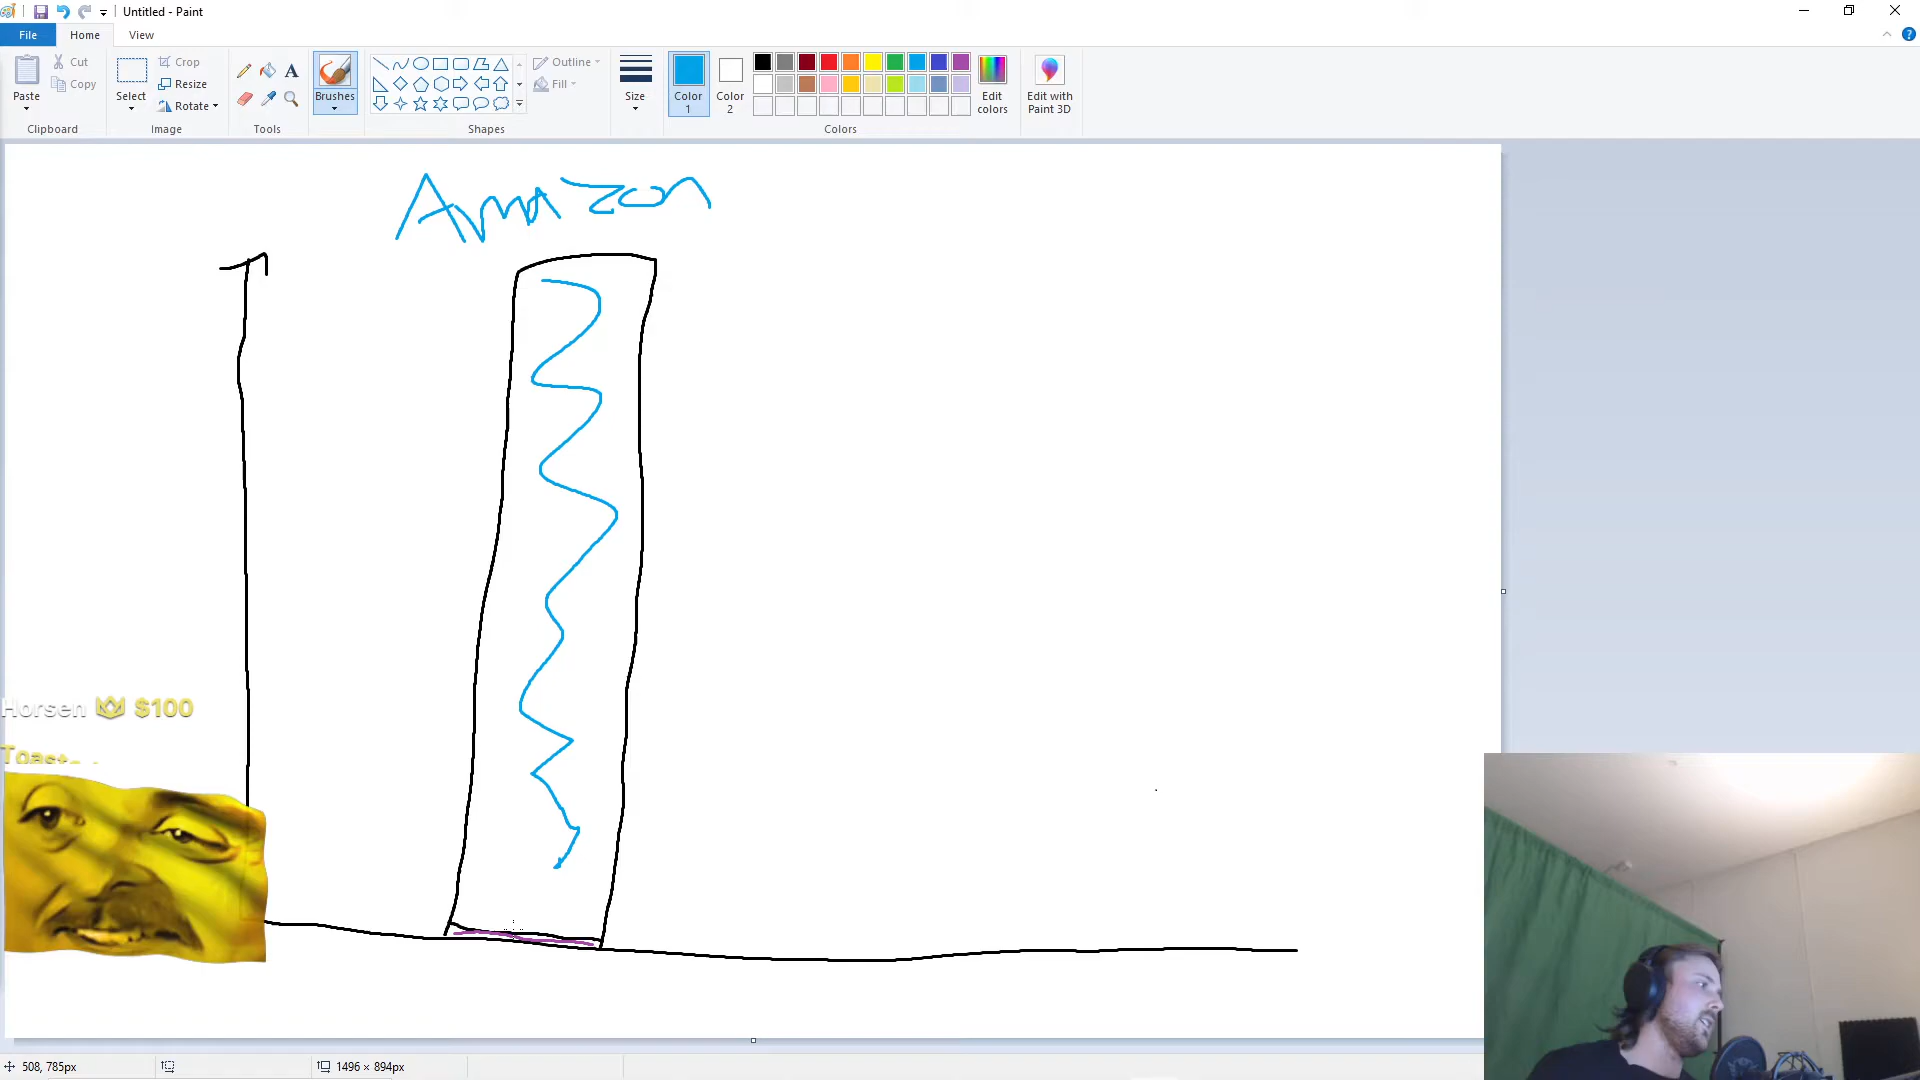 Untitled - Paint
File Home View
Paste Cut Copy
Clipboard
Select Crop Resize Rotate
Image
Tools
Brushes
Outline
Fill
Shapes
Size
Color 1
Color 2
Edit colors
Colors
Edit with Paint 3D
Amazon
Horsen $100
508, 785px
1496 × 894px